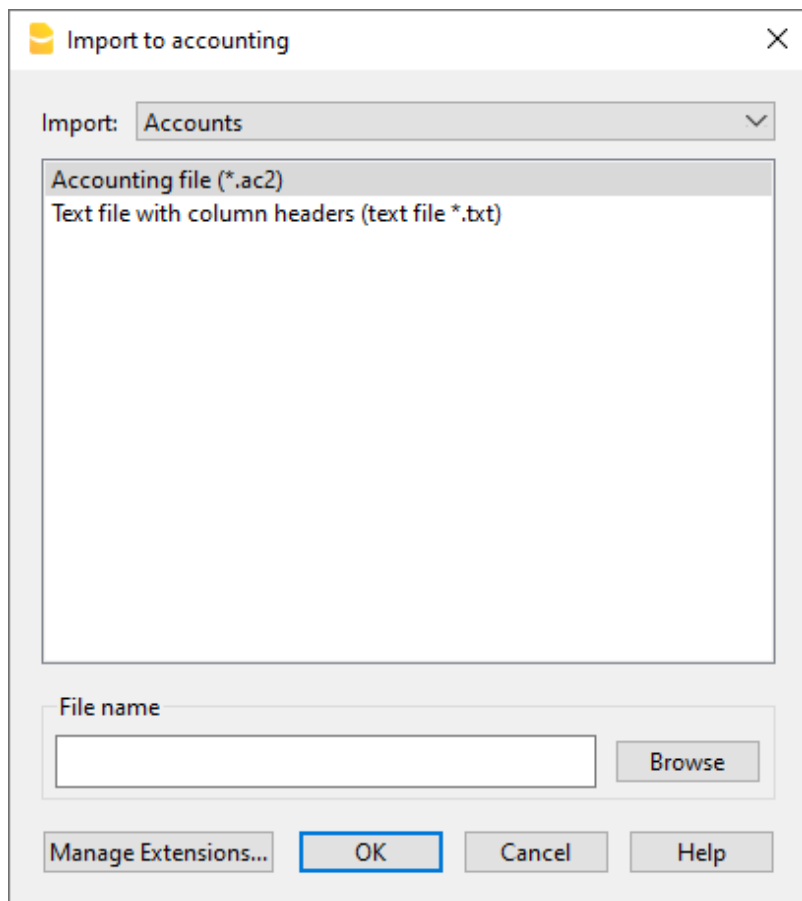 Import to accounting
Import: Accounts
Accounting file (*.ac2)
Text file with column headers (text file *.txt)
File name
Browse
Manage Extensions... OK Cancel Help